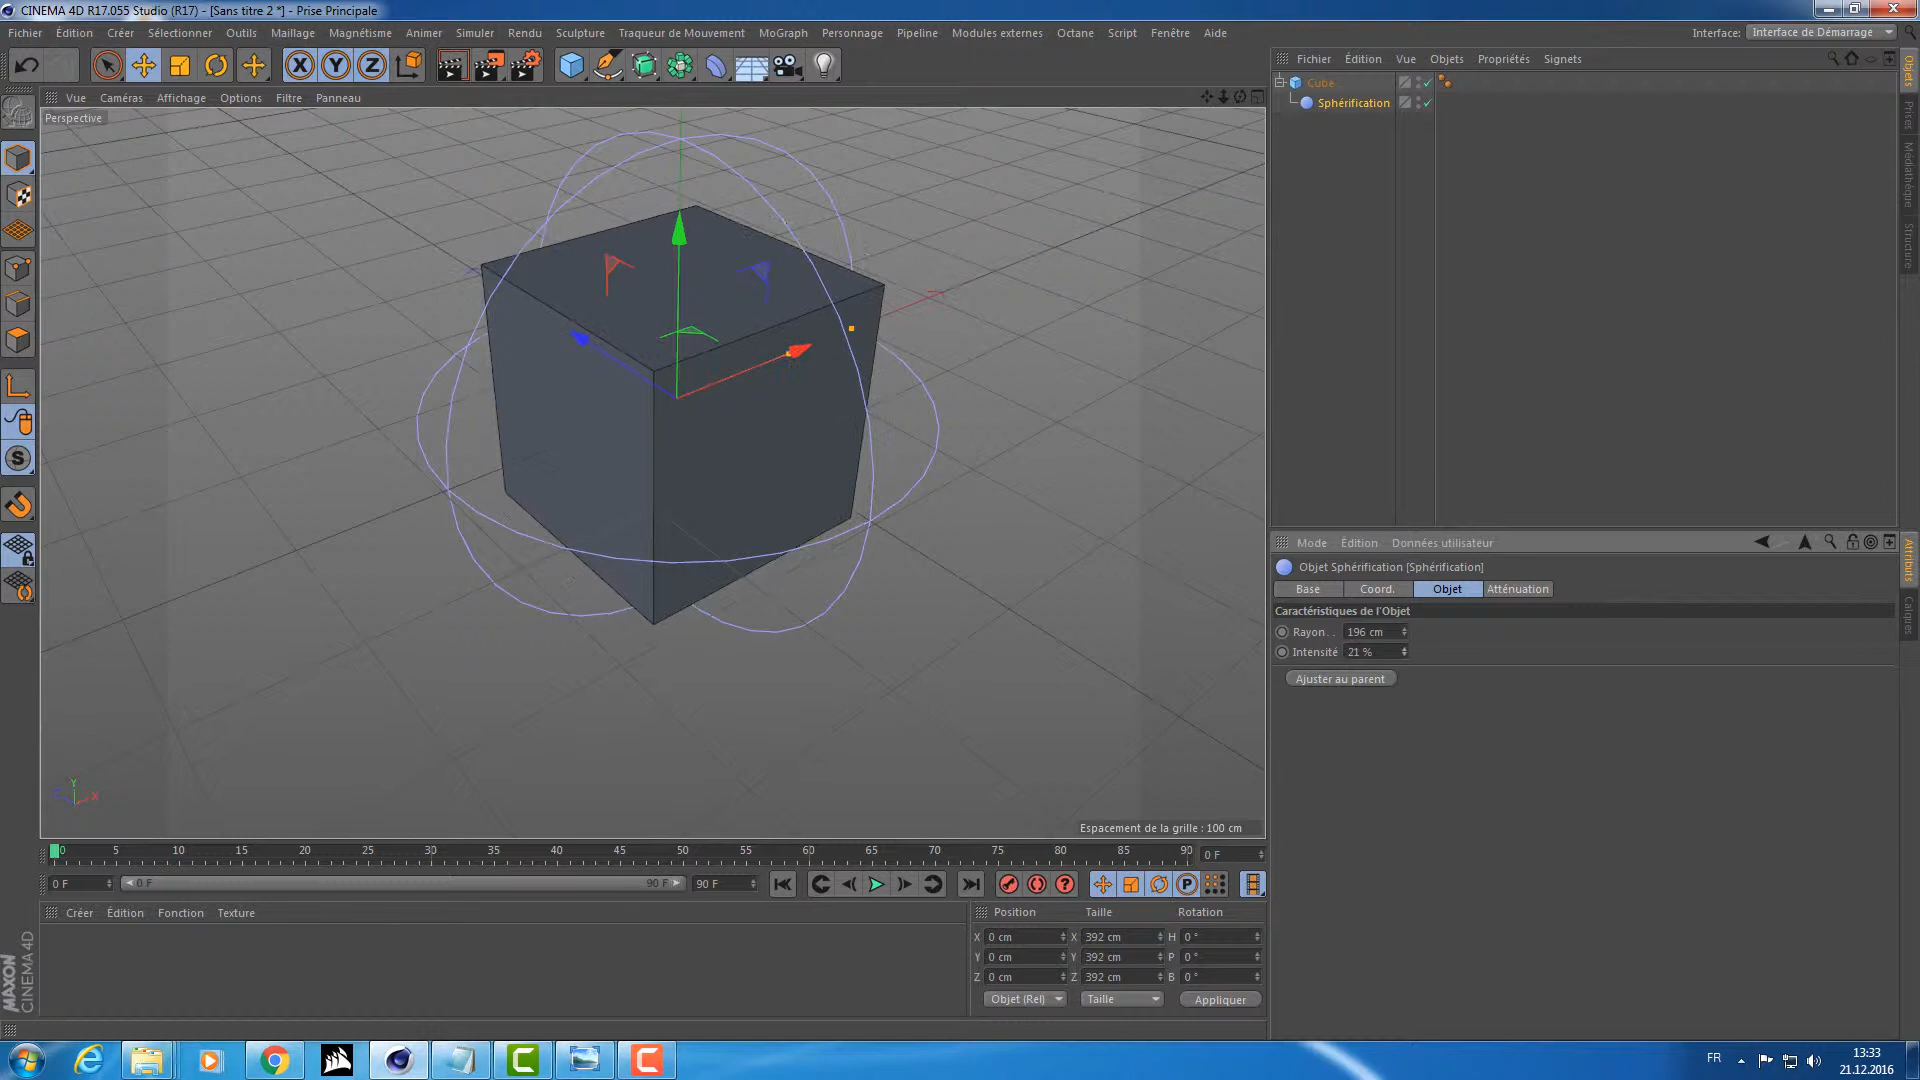 CINEMA 4D R17.055 Studio (R17) - [Sans titre 2 *] - Prise Principale
Fichier Édition Créer Sélectionner Outils Maillage Magnétisme Animer Simuler Rendu Sculpture Traqueur de Mouvement MoGraph Personnage Pipeline Modules externes Octane Script Fenêtre Aide Interface: Interface de Démarrage
X Y Z
Fichier Édition Vue Objets Propriétés Signets
Cube
Sphérification
Objets
Prises
Médiathèque
Structure
Vue Caméras Affichage Options Filtre Panneau
Perspective
S
Y
Z X
Espacement de la grille : 100 cm
Mode Édition Données utilisateur
Objet Sphérification [Sphérification]
Base Coord. Objet Atténuation
Caractéristiques de l'Objet
Rayon . . 196 cm
Intensité 21 %
Ajuster au parent
Attributs
Calques
0 5 10 15 20 25 30 35 40 45 50 55 60 65 70 75 80 85 90 0 F
0 F 0 F 90 F 90 F
? P
Créer Édition Fonction Texture
Position Taille Rotation
X 0 cm X 392 cm H 0 °
Y 0 cm Y 392 cm P 0 °
Z 0 cm Z 392 cm B 0 °
Objet (Rel) Taille Appliquer
MAXON
CINEMA 4D
FR
13:33
21.12.2016